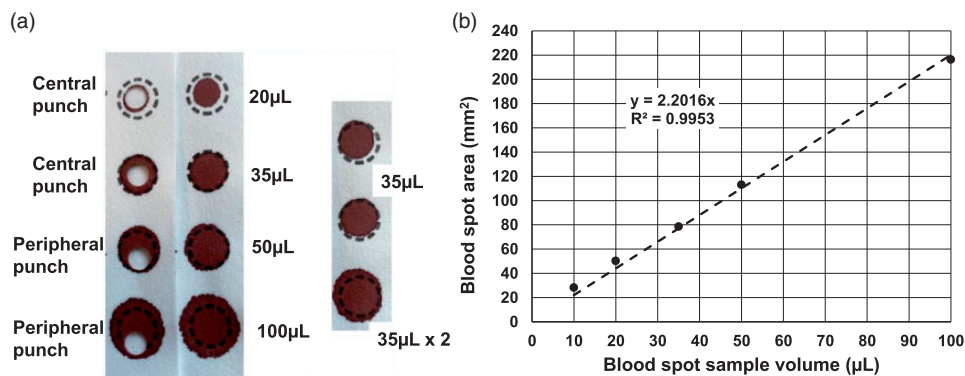 (a)
Central
punch
20µL
Central
punch
35µL
Peripheral
punch
50µL
Peripheral
punch
100µL
35µL
35µL x 2
(b)
Blood spot area (mm²)
240
220
200
180
160
140
120
100
80
60
40
20
0
y = 2.2016x
R² = 0.9953
0 10 20 30 40 50 60 70 80 90 100
Blood spot sample volume (µL)